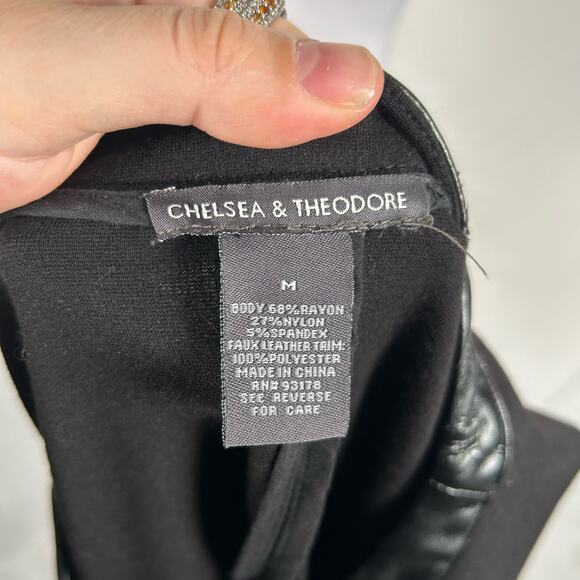 CHELSEA & THEODORE
M
BODY 68%RAYON
27%NYLON
5%SPANDEX
FAUX LEATHER TRIM:
100%POLYESTER
MADE IN CHINA
RN# 93178
SEE REVERSE
FOR CARE